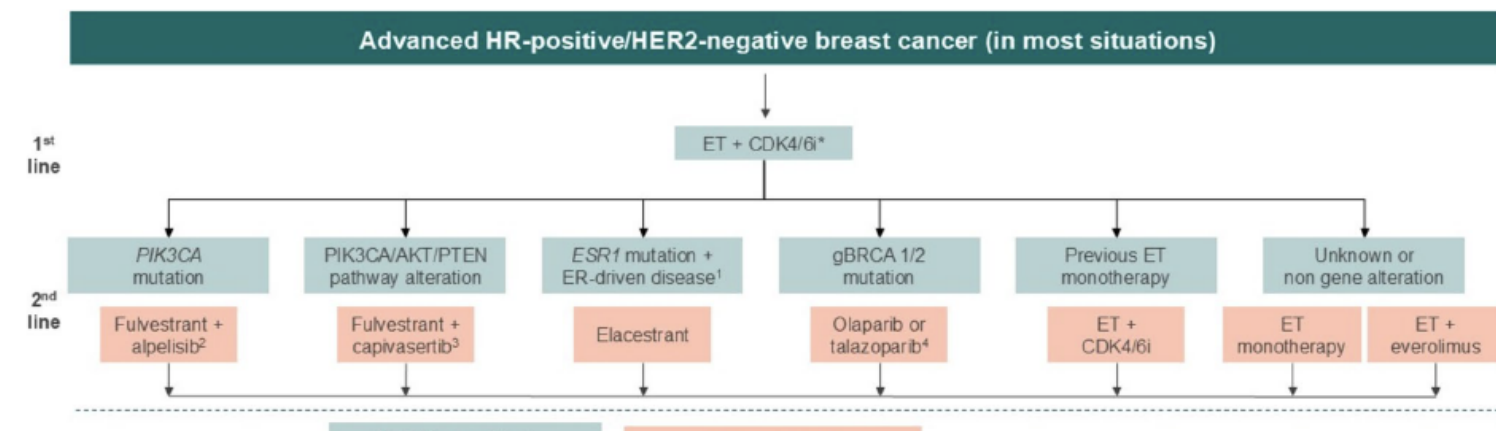 Advanced HR-positive/HER2-negative breast cancer (in most situations)
1st
line
ET + CDK4/6i*
PIK3CA
mutation
PIK3CA/AKT/PTEN
pathway alteration
ESR1 mutation +
ER-driven disease¹
gBRCA 1/2
mutation
Previous ET
monotherapy
Unknown or
non gene alteration
2nd
line
Fulvestrant +
alpelisib²
Fulvestrant +
capivasertib³
Elacestrant
Olaparib or
talazoparib⁴
ET +
CDK4/6i
ET
monotherapy
ET +
everolimus